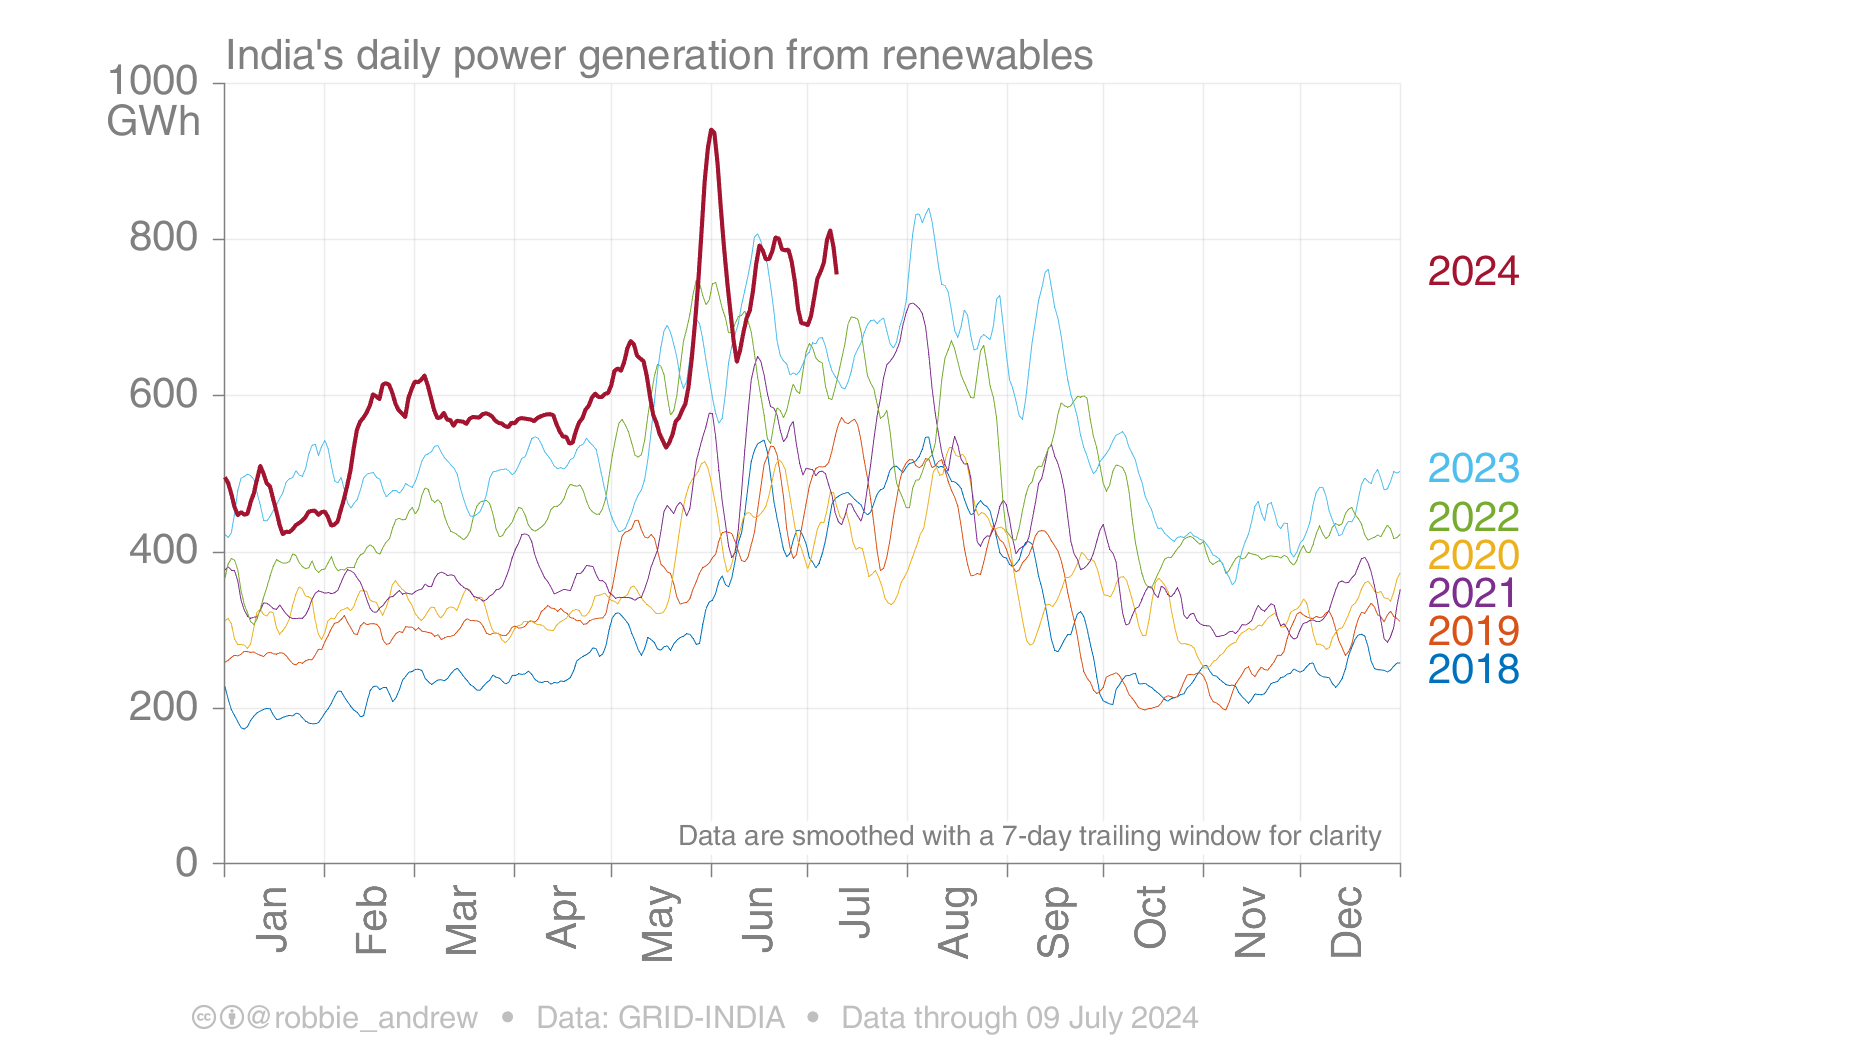 India's daily power generation from renewables
1000
GWh
800
600
400
200
0
2024
2023
2022
2020
2021
2019
2018
Data are smoothed with a 7-day trailing window for clarity
Jan Feb Mar Apr May Jun Jul Aug Sep Oct Nov Dec
@robbie_andrew • Data: GRID-INDIA • Data through 09 July 2024